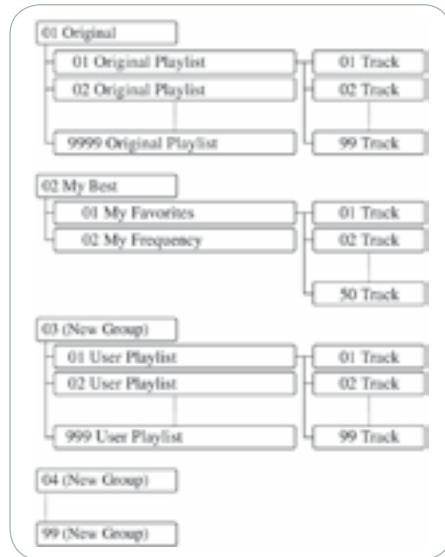 01 Original
01 Original Playlist 01 Track
02 Original Playlist 02 Track
9999 Original Playlist 99 Track
02 My Best
01 My Favorites 01 Track
02 My Frequency 02 Track
50 Track
03 (New Group)
01 User Playlist 01 Track
02 User Playlist 02 Track
999 User Playlist 99 Track
04 (New Group)
99 (New Group)